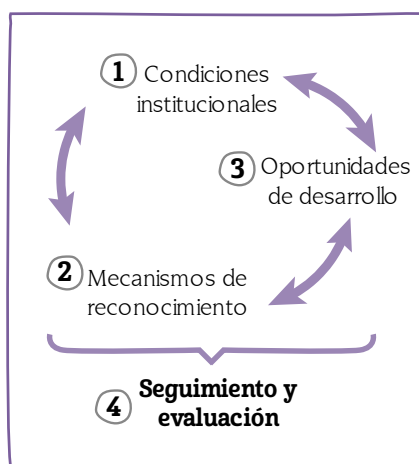 1 Condiciones
institucionales
3 Oportunidades
de desarrollo
2 Mecanismos de
reconocimiento
4 Seguimiento y
evaluación